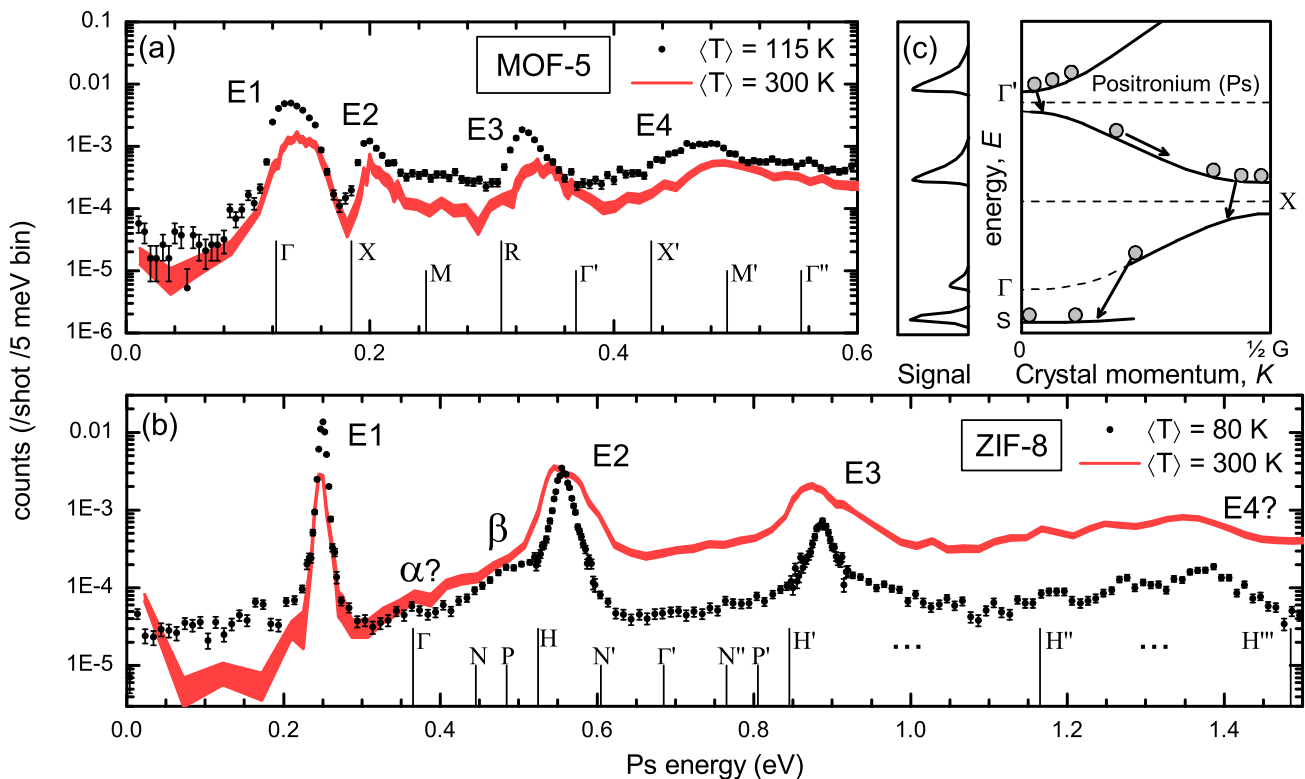 (a)
MOF-5
⟨T⟩ = 115 K
⟨T⟩ = 300 K
0.1
0.01
1E-3
1E-4
1E-5
1E-6
E1
E2
E3
E4
Γ
X
M
R
Γ'
X'
M'
Γ''
0.0
0.2
0.4
0.6
(c)
Signal
Γ'
X
Γ
S
energy, E
Positronium (Ps)
0
½ G
Crystal momentum, K
counts (/shot /5 meV bin)
(b)
ZIF-8
⟨T⟩ = 80 K
⟨T⟩ = 300 K
0.01
1E-3
1E-4
1E-5
E1
α?
β
E2
E3
E4?
Γ
N
P
H
N'
Γ'
N''
P'
H'
...
H''
...
H'''
0.0
0.2
0.4
0.6
0.8
1.0
1.2
1.4
Ps energy (eV)